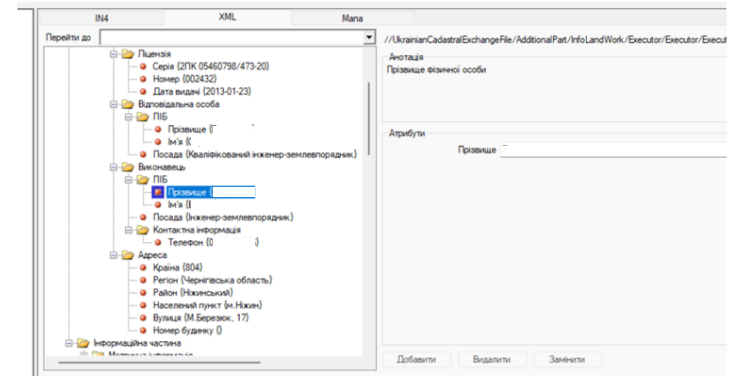 IN4 XML Мапа
Перейти до
//UkrainianCadastralExchangeFile/AdditionalPart/InfoLandWork/Executor/Executor/Execut
Ліцензія
Серія {2ПК 05460798/473-20}
Номер {002432}
Дата видачі {2013-01-23}
Відповідальна особа
ПІБ
Прізвище {
Ім'я {
Посада {Кваліфікований інженер-землевпорядник}
Виконавець
ПІБ
Прізвище {
Ім'я {
Посада {Інженер-землевпорядник}
Контактна інформація
Телефон {0 }
Адреса
Країна {804}
Регіон {Чернігівська область}
Район {Ніжинський}
Населений пункт {м.Ніжин}
Вулиця {М.Березюк, 17}
Номер будинку {}
Інформаційна частина
Метрична інформація
Анотація
Прізвище фізичної особи
Атрибути
Прізвище
Добавити Видалити Замінити